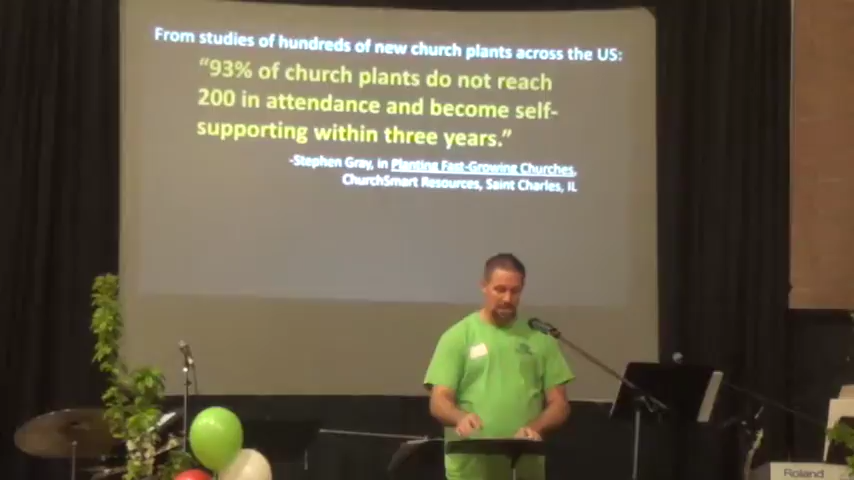 From studies of hundreds of new church plants across the US:
“93% of church plants do not reach
200 in attendance and become self-
supporting within three years.”
-Stephen Gray, in Planting Fast-Growing Churches,
ChurchSmart Resources, Saint Charles, IL
Roland